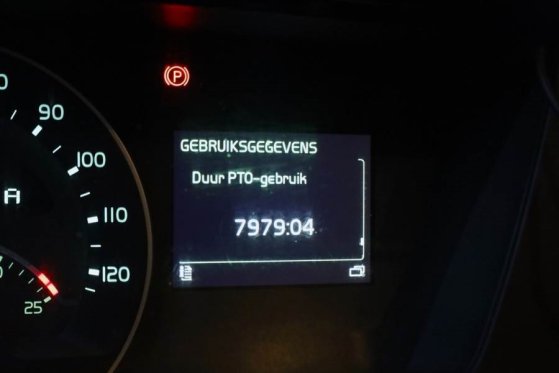 90
100
110
120
A
25
P
GEBRUIKSGEGEVENS
Duur PTO-gebruik
7979:04